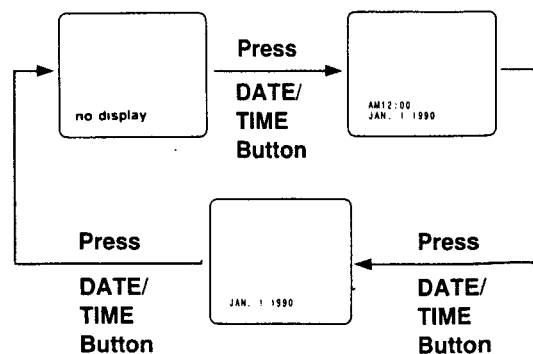 no display
Press
DATE/
TIME
Button
AM12:00
JAN. 1 1990
Press
DATE/
TIME
Button
JAN. 1 1990
Press
DATE/
TIME
Button